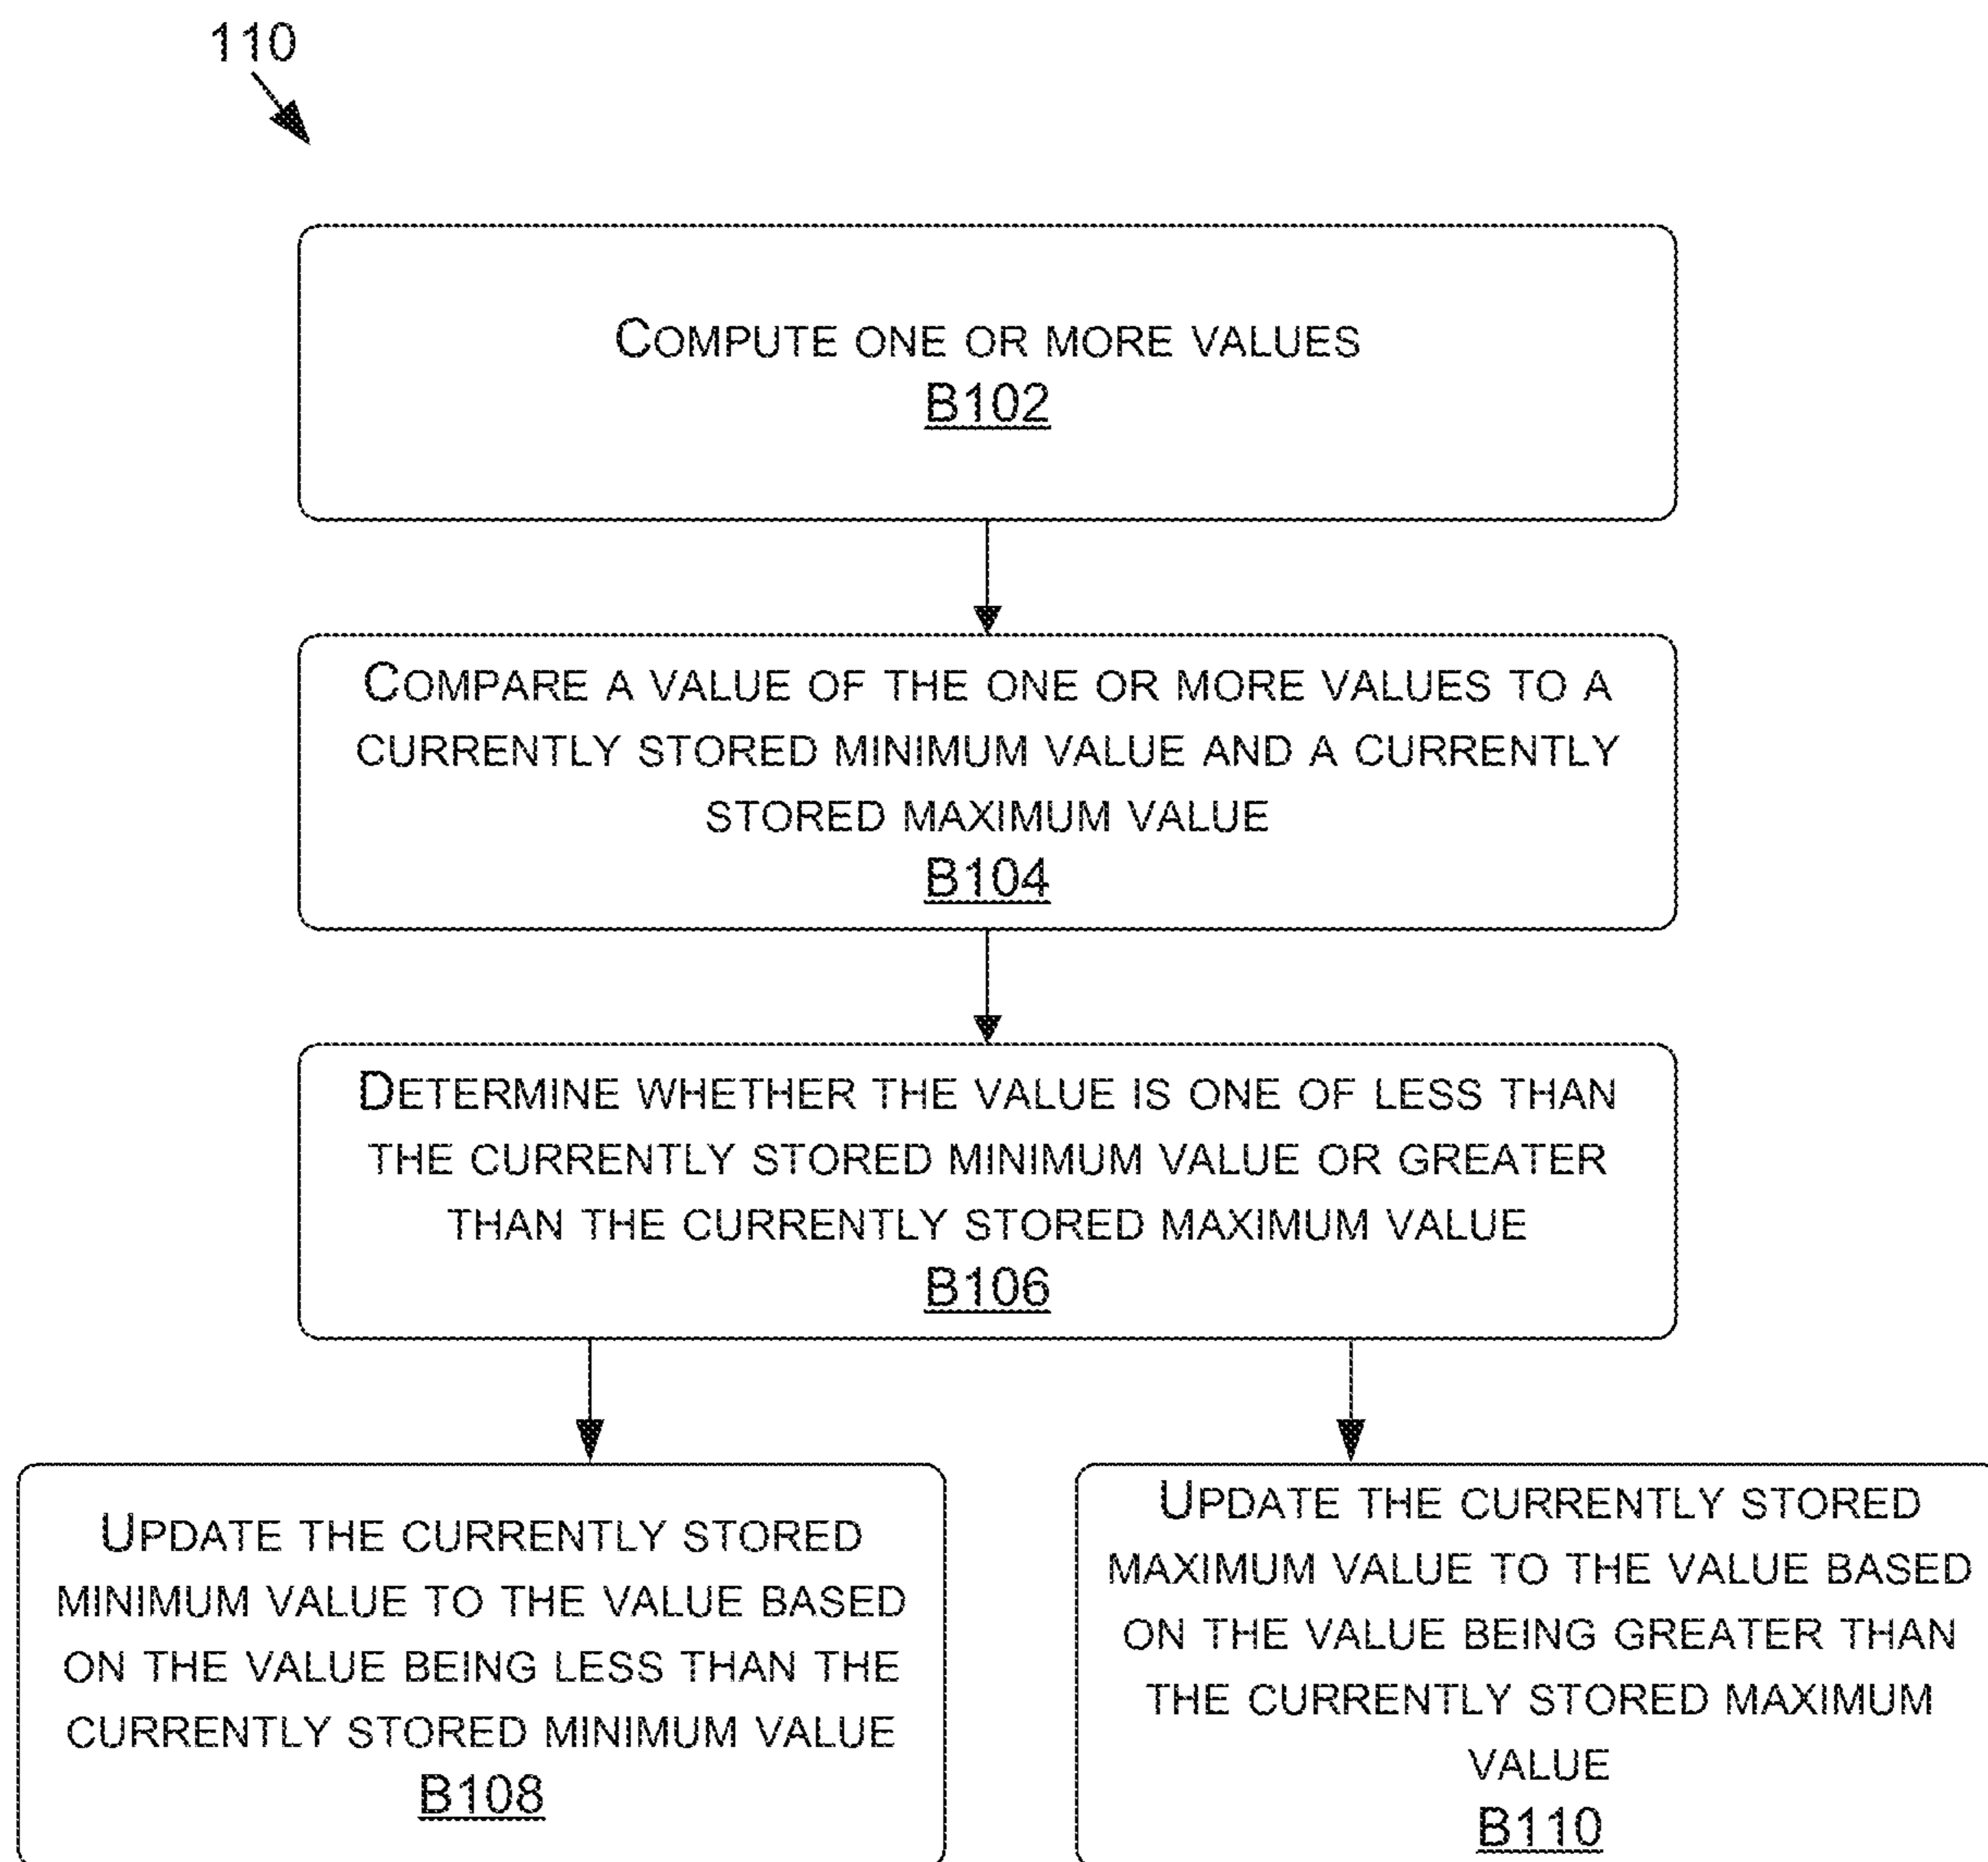 110
COMPUTE ONE OR MORE VALUES
B102
COMPARE A VALUE OF THE ONE OR MORE VALUES TO A
CURRENTLY STORED MINIMUM VALUE AND A CURRENTLY
STORED MAXIMUM VALUE
B104
DETERMINE WHETHER THE VALUE IS ONE OF LESS THAN
THE CURRENTLY STORED MINIMUM VALUE OR GREATER
THAN THE CURRENTLY STORED MAXIMUM VALUE
B106
UPDATE THE CURRENTLY STORED
MINIMUM VALUE TO THE VALUE BASED
ON THE VALUE BEING LESS THAN THE
CURRENTLY STORED MINIMUM VALUE
B108
UPDATE THE CURRENTLY STORED
MAXIMUM VALUE TO THE VALUE BASED
ON THE VALUE BEING GREATER THAN
THE CURRENTLY STORED MAXIMUM
VALUE
B110